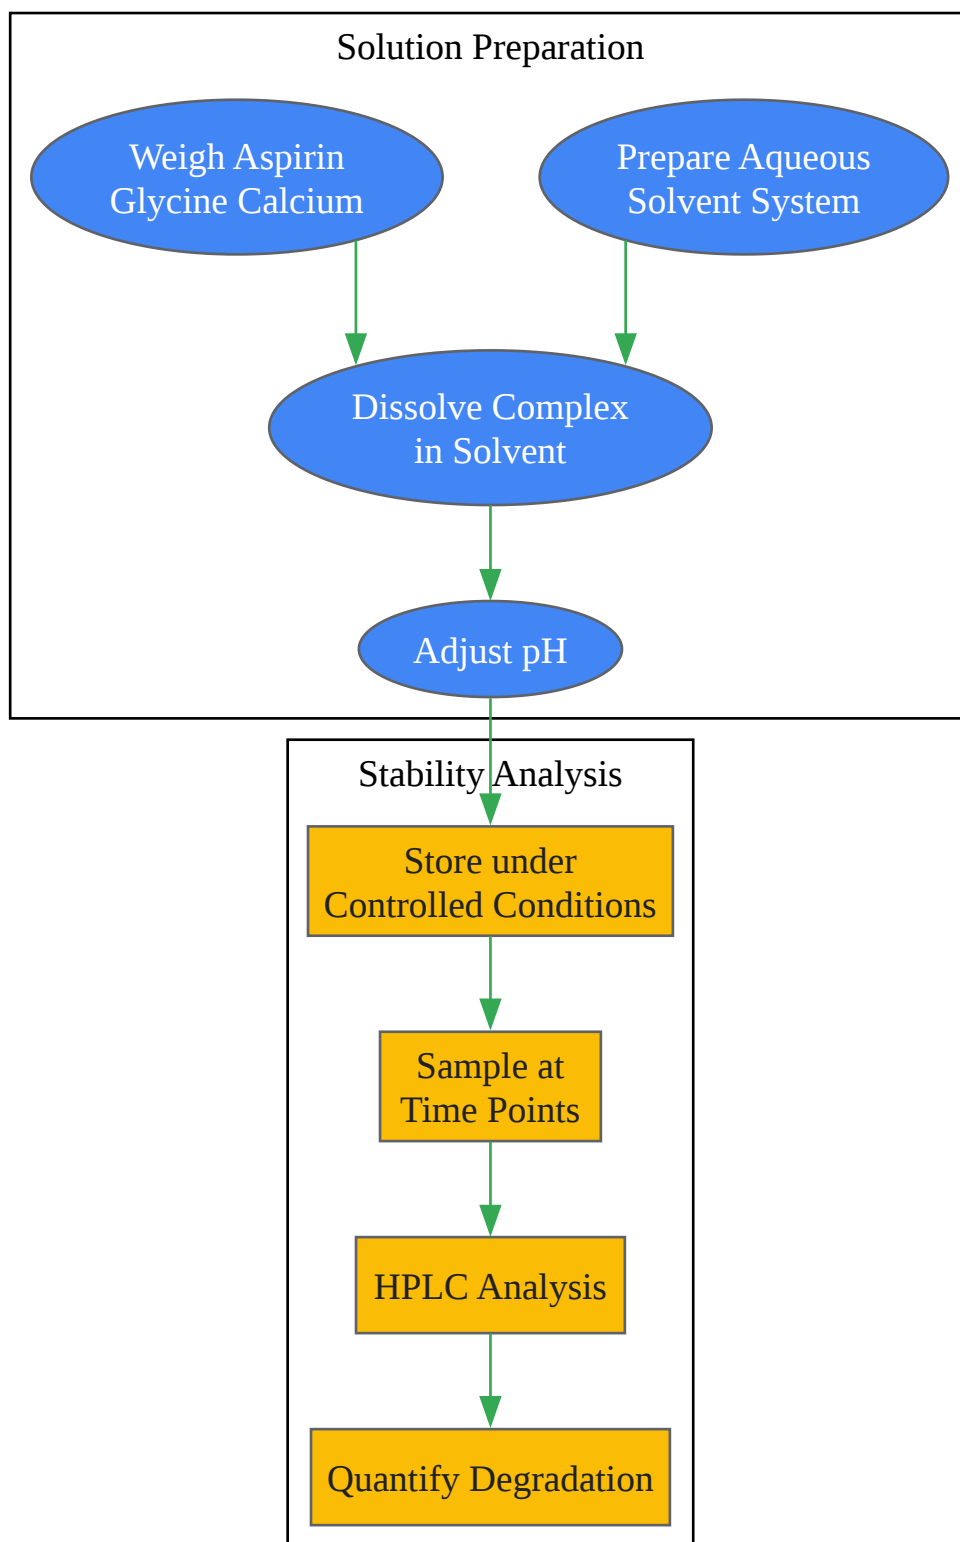 Solution Preparation
Weigh Aspirin
Glycine Calcium
Prepare Aqueous
Solvent System
Dissolve Complex
in Solvent
Adjust pH
Stability Analysis
Store under
Controlled Conditions
Sample at
Time Points
HPLC Analysis
Quantify Degradation